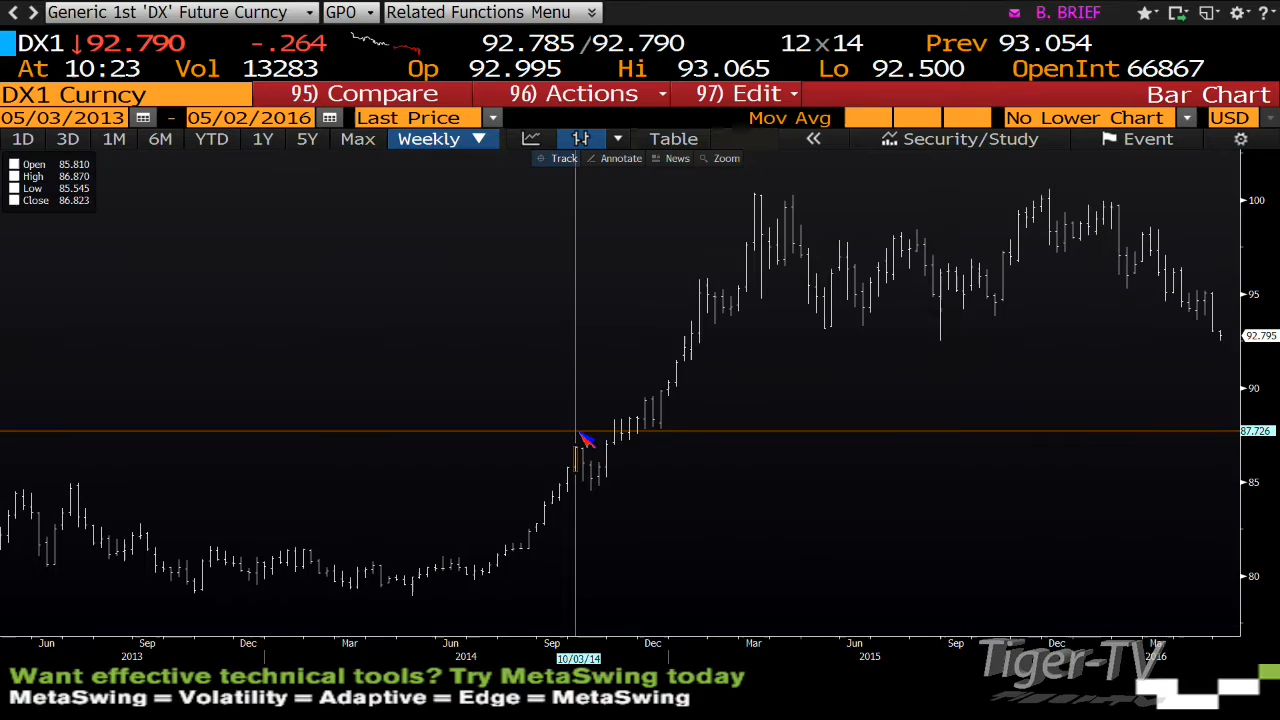 Generic 1st 'DX' Future Curncy GPO Related Functions Menu B. BRIEF ?
DX1 ↓92.790 -.264 92.785/92.790 12x14 Prev 93.054
At 10:23 Vol 13283 Op 92.995 Hi 93.065 Lo 92.500 OpenInt 66867
DX1 Curncy 95) Compare 96) Actions 97) Edit Bar Chart
05/03/2013 - 05/02/2016 Last Price Mov Avg No Lower Chart USD
1D 3D 1M 6M YTD 1Y 5Y Max Weekly ▼ Table « Security/Study Event
Track Annotate News Zoom
Open 85.810
High 86.870
Low 85.545
Close 86.823
100
95
92.795
90
87.726
85
80
Jun Sep Dec Mar Jun Sep Dec Mar Jun Sep Dec Mar
2013 2014 10/03/14 2015 2016
Tiger-TV
Want effective technical tools? Try MetaSwing today
MetaSwing = Volatility = Adaptive = Edge = MetaSwing